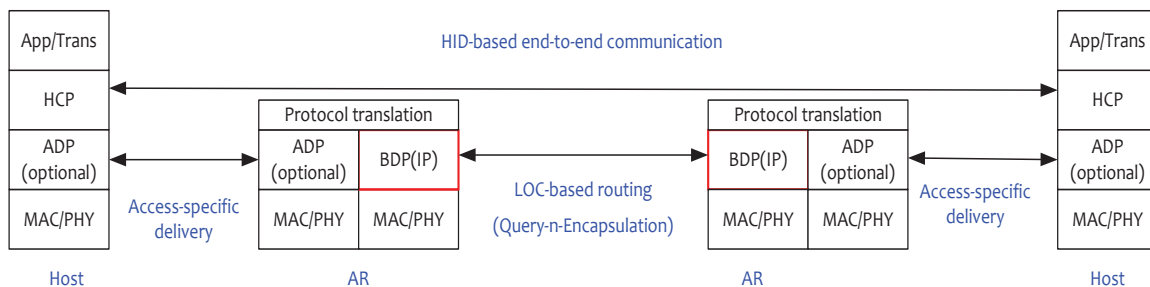 App/Trans
HID-based end-to-end communication
App/Trans
HCP
HCP
Protocol translation
Protocol translation
ADP
(optional)
ADP
(optional)
BDP(IP)
BDP(IP)
ADP
(optional)
ADP
(optional)
LOC-based routing
(Query-n-Encapsulation)
Access-specific
delivery
Access-specific
delivery
MAC/PHY
MAC/PHY
MAC/PHY
MAC/PHY
MAC/PHY
MAC/PHY
Host
AR
AR
Host